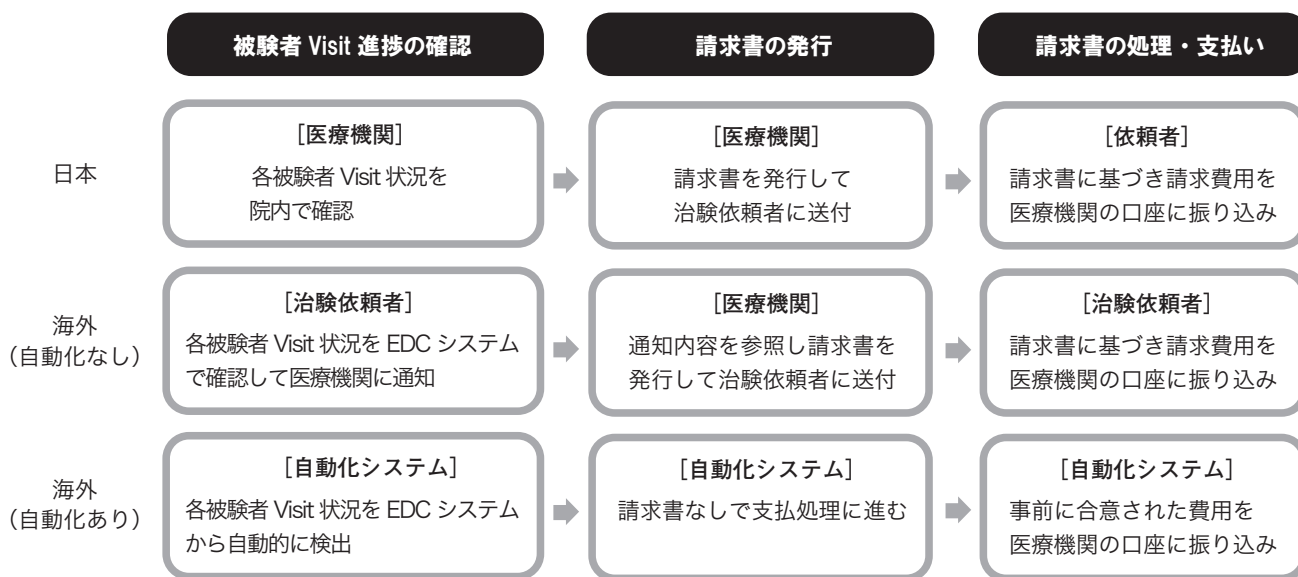 被験者 Visit 進捗の確認
請求書の発行
請求書の処理・支払い
日本
［医療機関］
各被験者 Visit 状況を
院内で確認
［医療機関］
請求書を発行して
治験依頼者に送付
［依頼者］
請求書に基づき請求費用を
医療機関の口座に振り込み
海外
（自動化なし）
［治験依頼者］
各被験者 Visit 状況を EDC システム
で確認して医療機関に通知
［医療機関］
通知内容を参照し請求書を
発行して治験依頼者に送付
［治験依頼者］
請求書に基づき請求費用を
医療機関の口座に振り込み
海外
（自動化あり）
［自動化システム］
各被験者 Visit 状況を EDC システム
から自動的に検出
［自動化システム］
請求書なしで支払処理に進む
［自動化システム］
事前に合意された費用を
医療機関の口座に振り込み